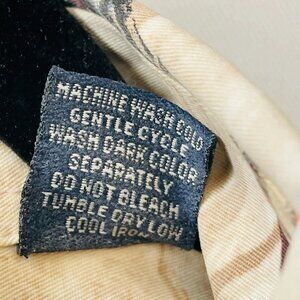 MACHINE WASH COLD
GENTLE CYCLE
WASH DARK COLOR
SEPARATELY
DO NOT BLEACH
TUMBLE DRY LOW
COOL IRON